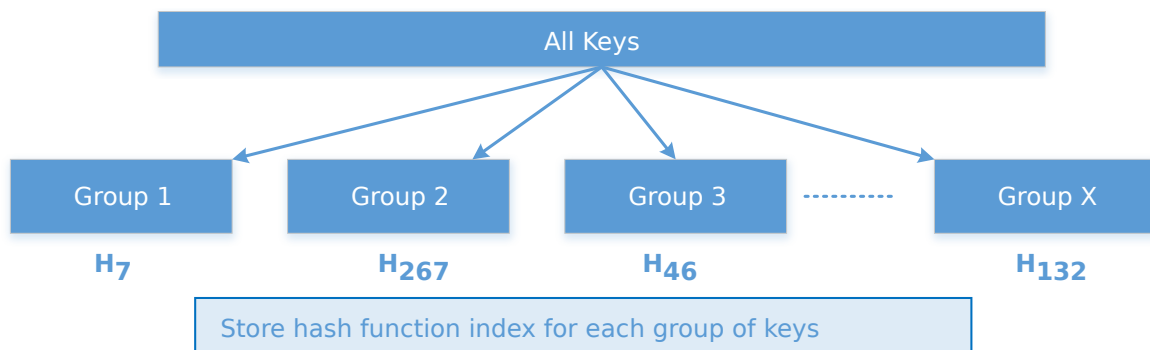 All Keys
Group 1
Group 2
Group 3
Group X
H7
H267
H46
H132
Store hash function index for each group of keys